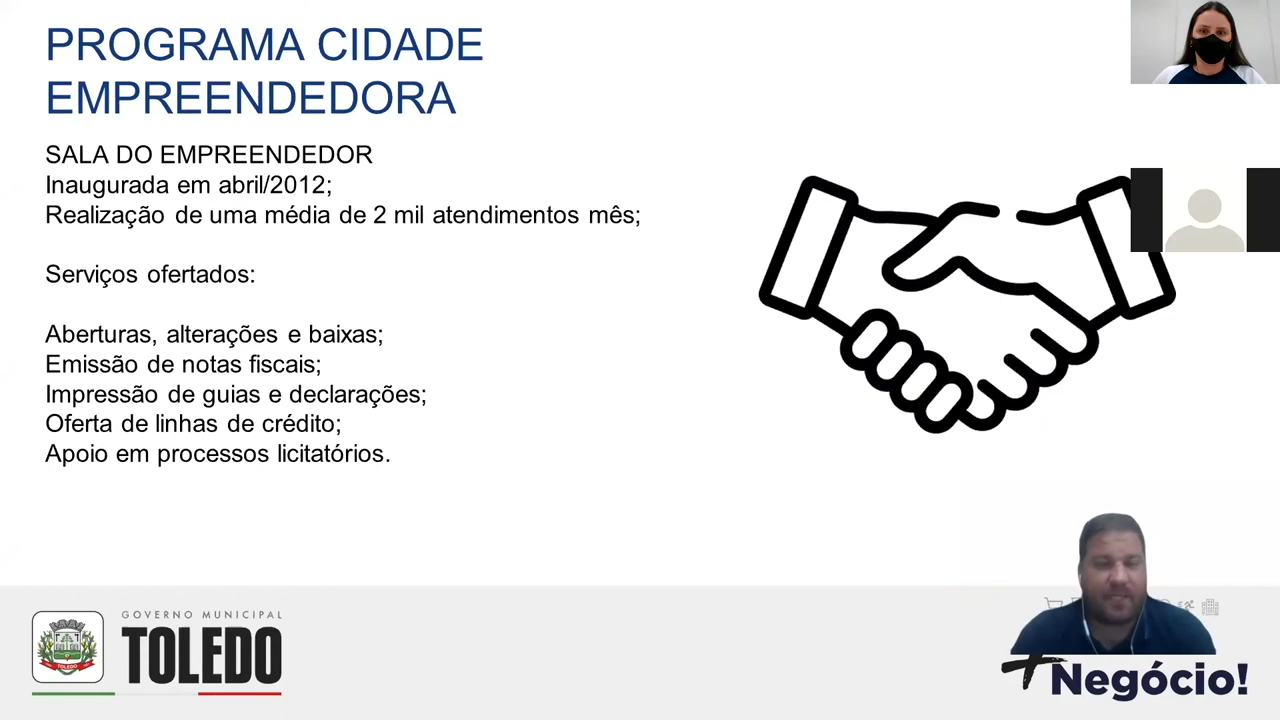 PROGRAMA CIDADE
EMPREENDEDORA
SALA DO EMPREENDEDOR
Inaugurada em abril/2012;
Realização de uma média de 2 mil atendimentos mês;
Serviços ofertados:
Aberturas, alterações e baixas;
Emissão de notas fiscais;
Impressão de guias e declarações;
Oferta de linhas de crédito;
Apoio em processos licitatórios.
GOVERNO MUNICIPAL
TOLEDO
TOLEDO
+Negócio!